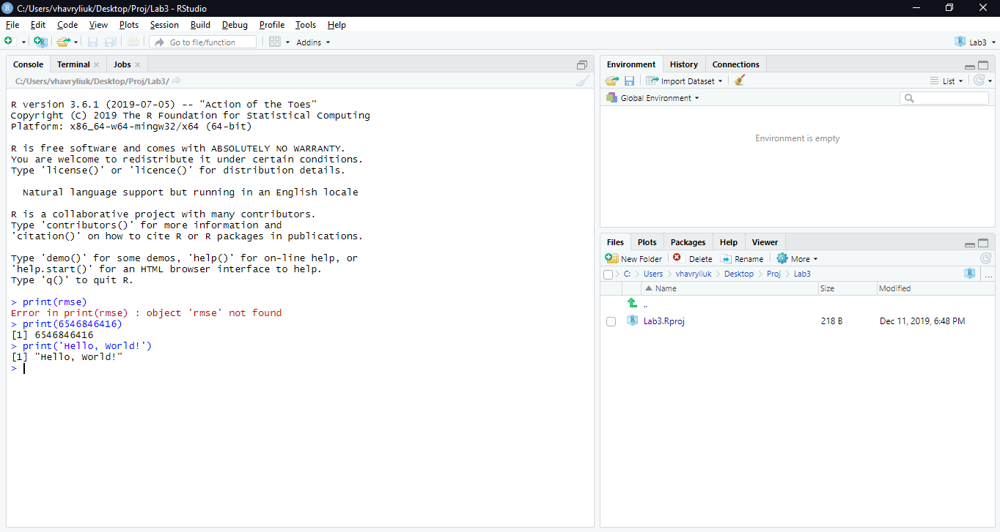 C:/Users/vhavryliuk/Desktop/Proj/Lab3 - RStudio
File Edit Code View Plots Session Build Debug Profile Tools Help
Go to file/function Addins Lab3
Console Terminal Jobs
C:/Users/vhavryliuk/Desktop/Proj/Lab3/
R version 3.6.1 (2019-07-05) -- "Action of the Toes"
Copyright (C) 2019 The R Foundation for Statistical Computing
Platform: x86_64-w64-mingw32/x64 (64-bit)
R is free software and comes with ABSOLUTELY NO WARRANTY.
You are welcome to redistribute it under certain conditions.
Type 'license()' or 'licence()' for distribution details.
Natural language support but running in an English locale
R is a collaborative project with many contributors.
Type 'contributors()' for more information and
'citation()' on how to cite R or R packages in publications.
Type 'demo()' for some demos, 'help()' for on-line help, or
'help.start()' for an HTML browser interface to help.
Type 'q()' to quit R.
> print(rmse)
Error in print(rmse) : object 'rmse' not found
> print(6546846416)
[1] 6546846416
> print('Hello, World!')
[1] "Hello, World!"
>
Environment History Connections
Import Dataset List
Global Environment
Environment is empty
Files Plots Packages Help Viewer
New Folder Delete Rename More
C: Users vhavryliuk Desktop Proj Lab3 ...
Name Size Modified
..
Lab3.Rproj 218 B Dec 11, 2019, 6:48 PM